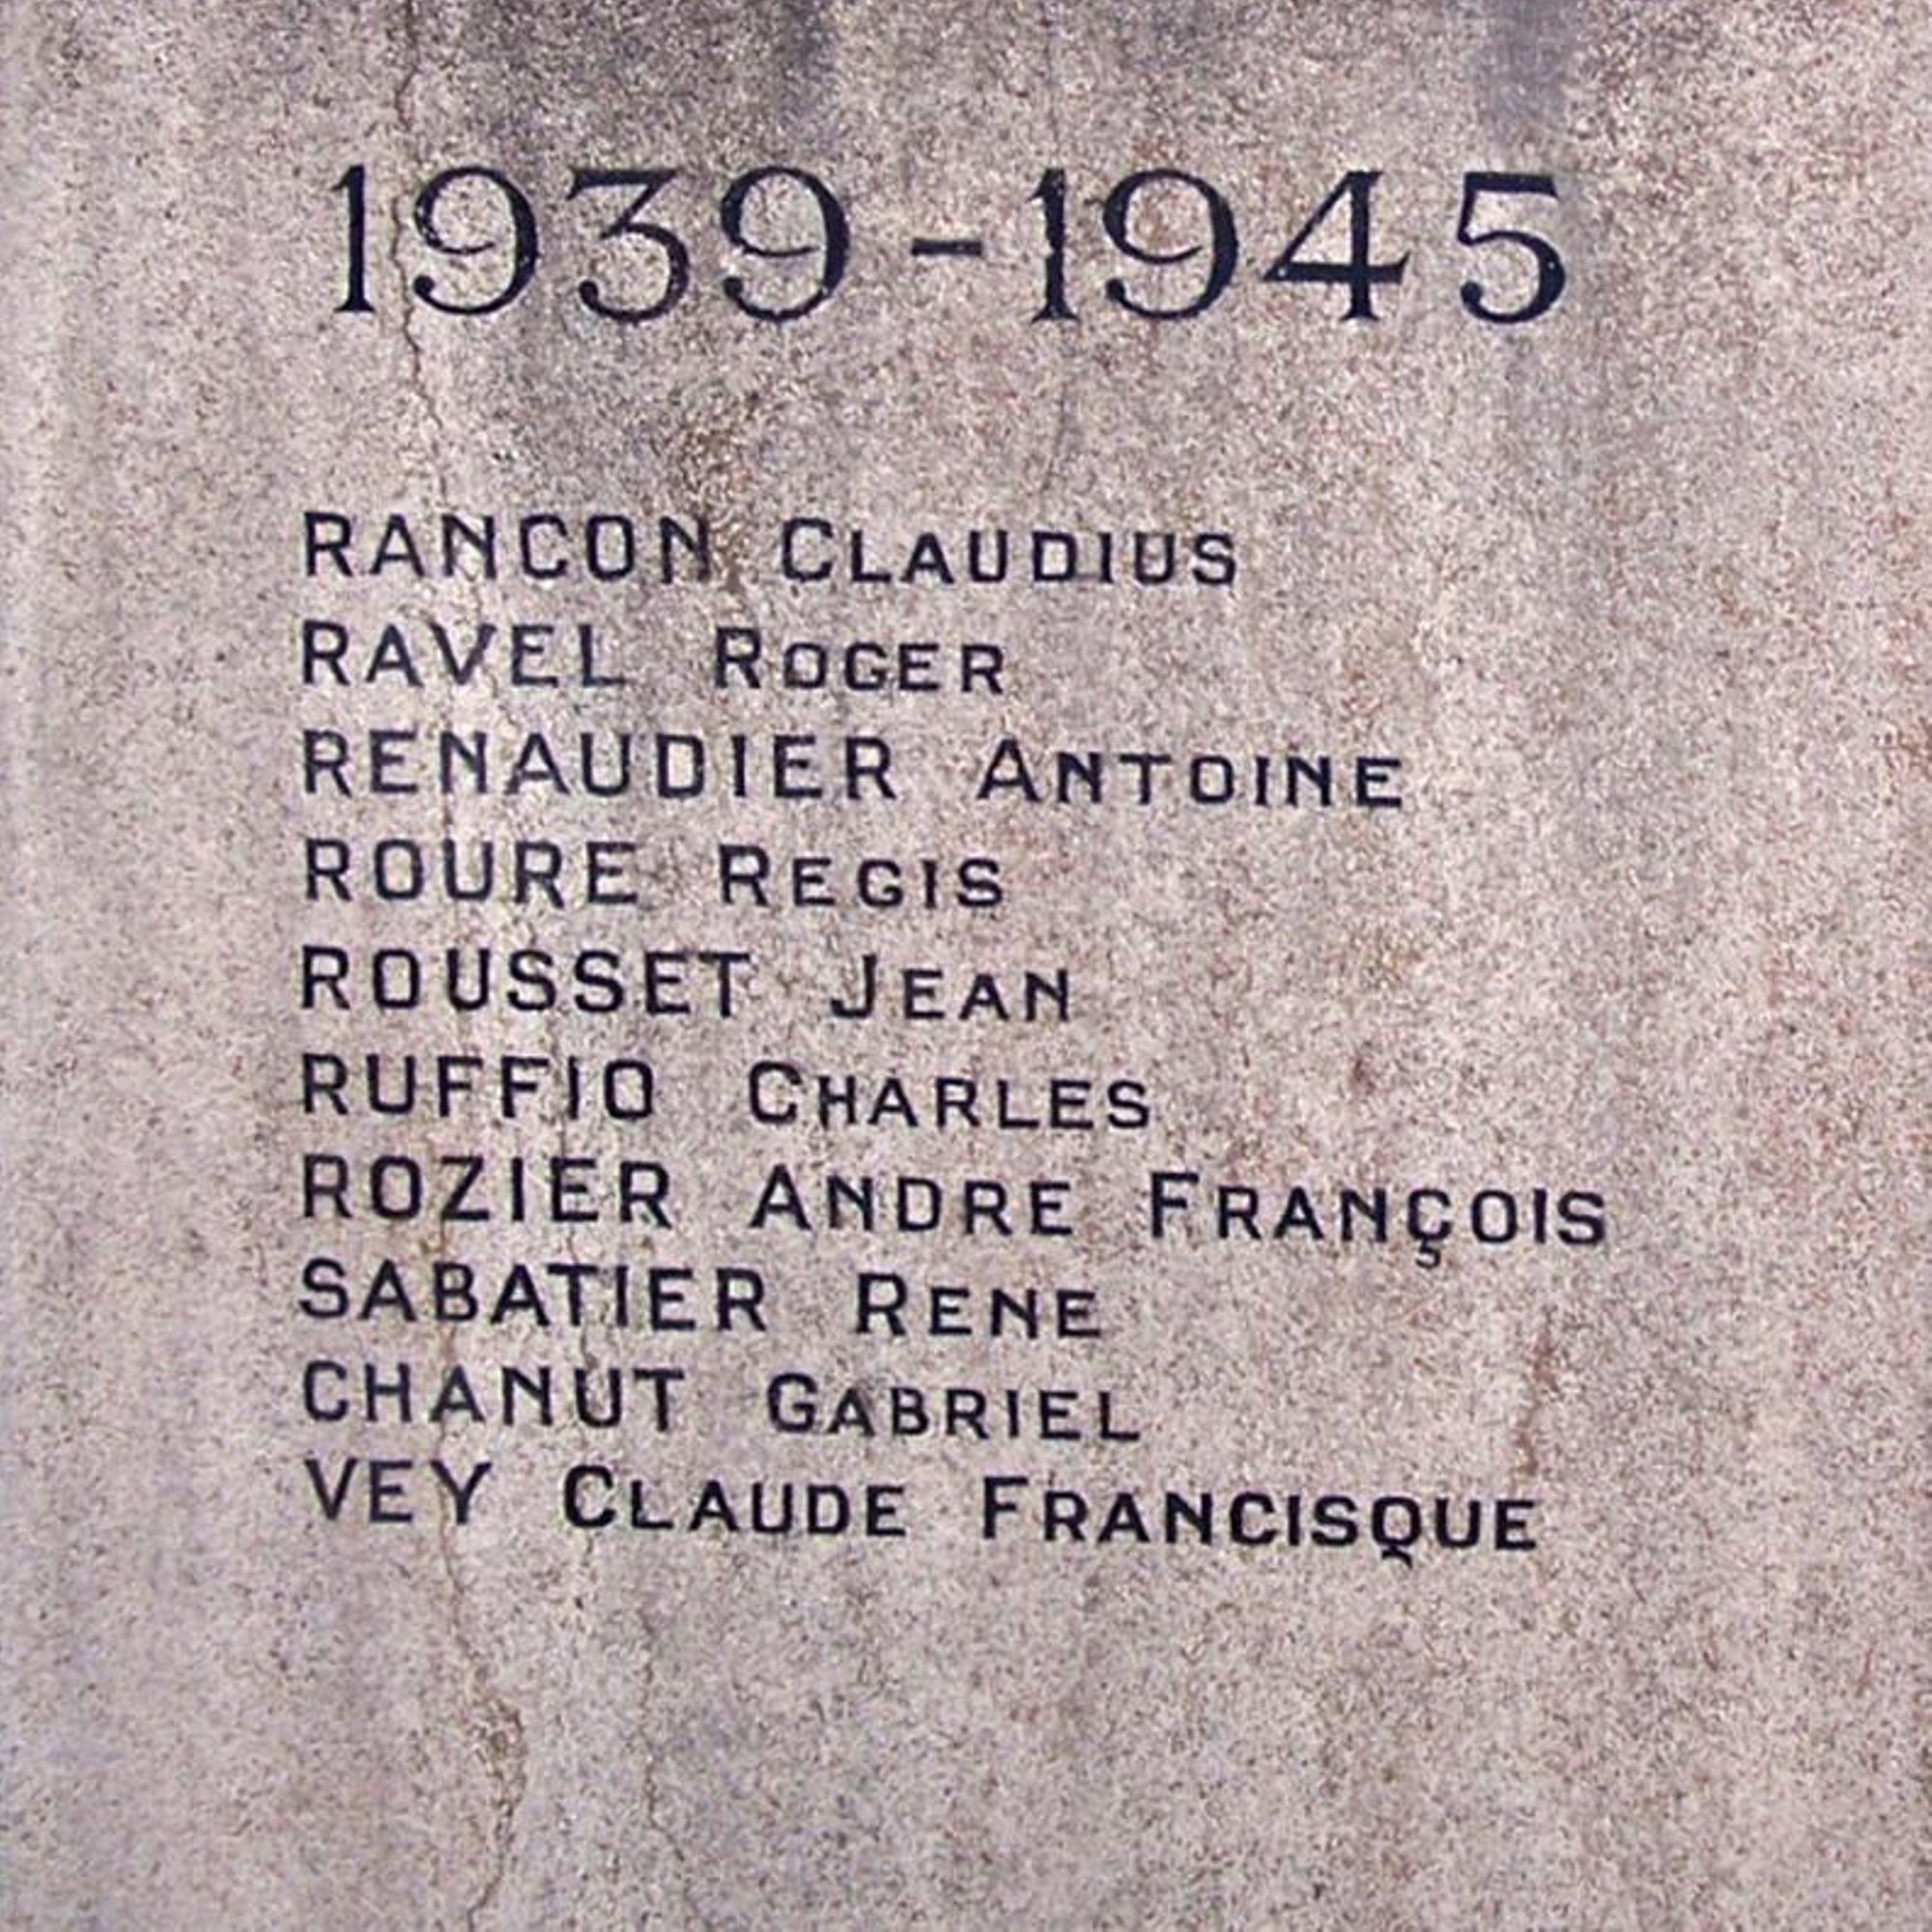 1939-1945
RANCON CLAUDIUS
RAVEL ROGER
RENAUDIER ANTOINE
ROURE REGIS
ROUSSET JEAN
RUFFIO CHARLES
ROZIER ANDRE FRANÇOIS
SABATIER RENE
CHANUT GABRIEL
VEY CLAUDE FRANCISQUE